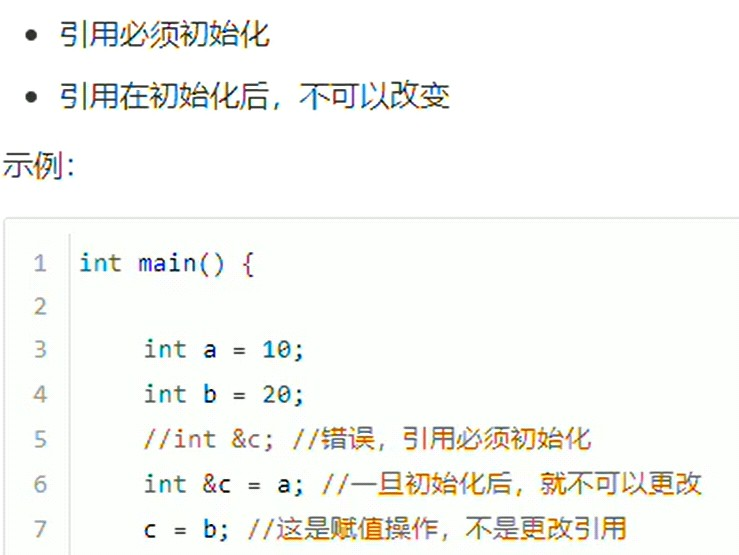 引用必须初始化
引用在初始化后，不可以改变
示例：
1 int main() {
2
3 int a = 10;
4 int b = 20;
5 //int &c; //错误，引用必须初始化
6 int &c = a; //一旦初始化后，就不可以更改
7 c = b; //这是赋值操作，不是更改引用